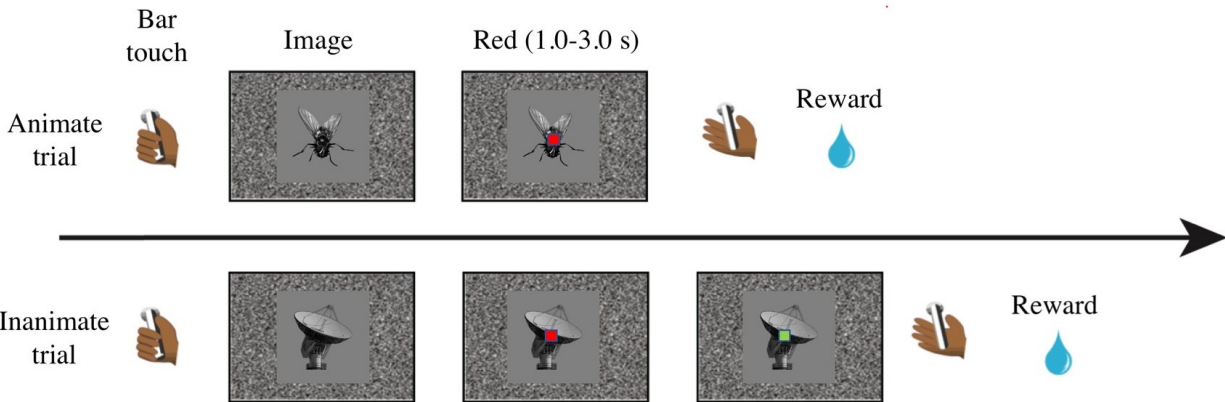 Bar
touch
Image
Red (1.0-3.0 s)
Animate
trial
Reward
Inanimate
trial
Reward